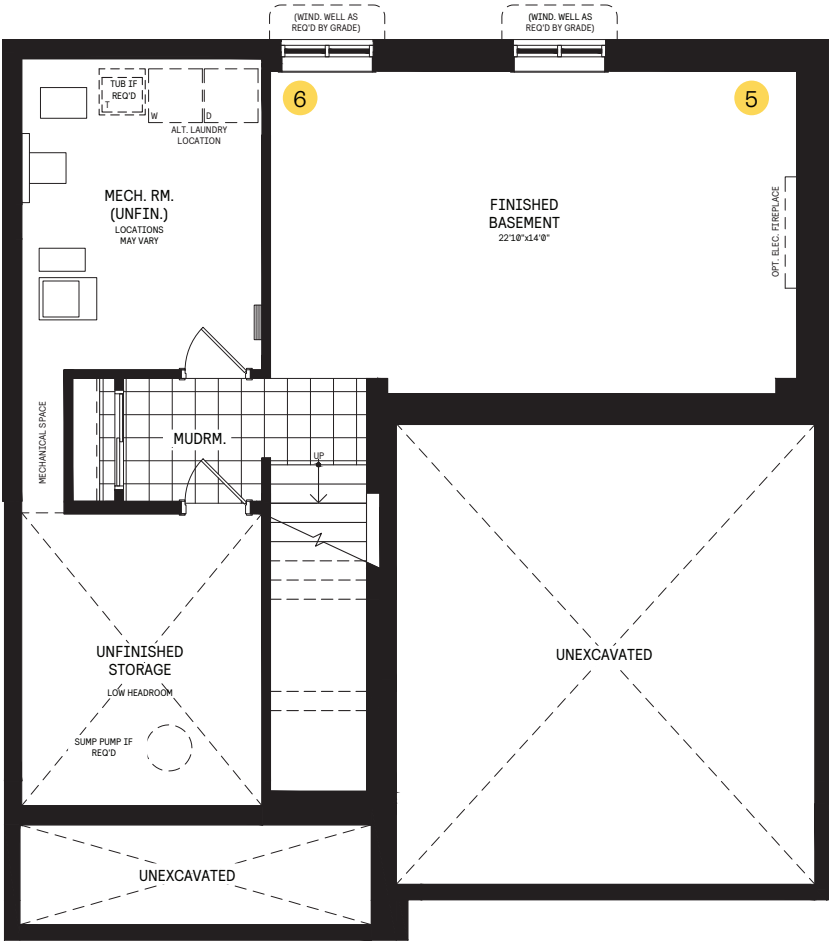 (WIND. WELL AS
REQ'D BY GRADE)
(WIND. WELL AS
REQ'D BY GRADE)
6
5
TUB IF
REQ'D
T
W
D
ALT. LAUNDRY
LOCATION
MECH. RM.
(UNFIN.)
LOCATIONS
MAY VARY
FINISHED
BASEMENT
22'10"x14'0"
OPT. ELEC. FIREPLACE
MECHANICAL SPACE
MUDRM.
UP
UNFINISHED
STORAGE
LOW HEADROOM
SUMP PUMP IF
REQ'D
UNEXCAVATED
UNEXCAVATED